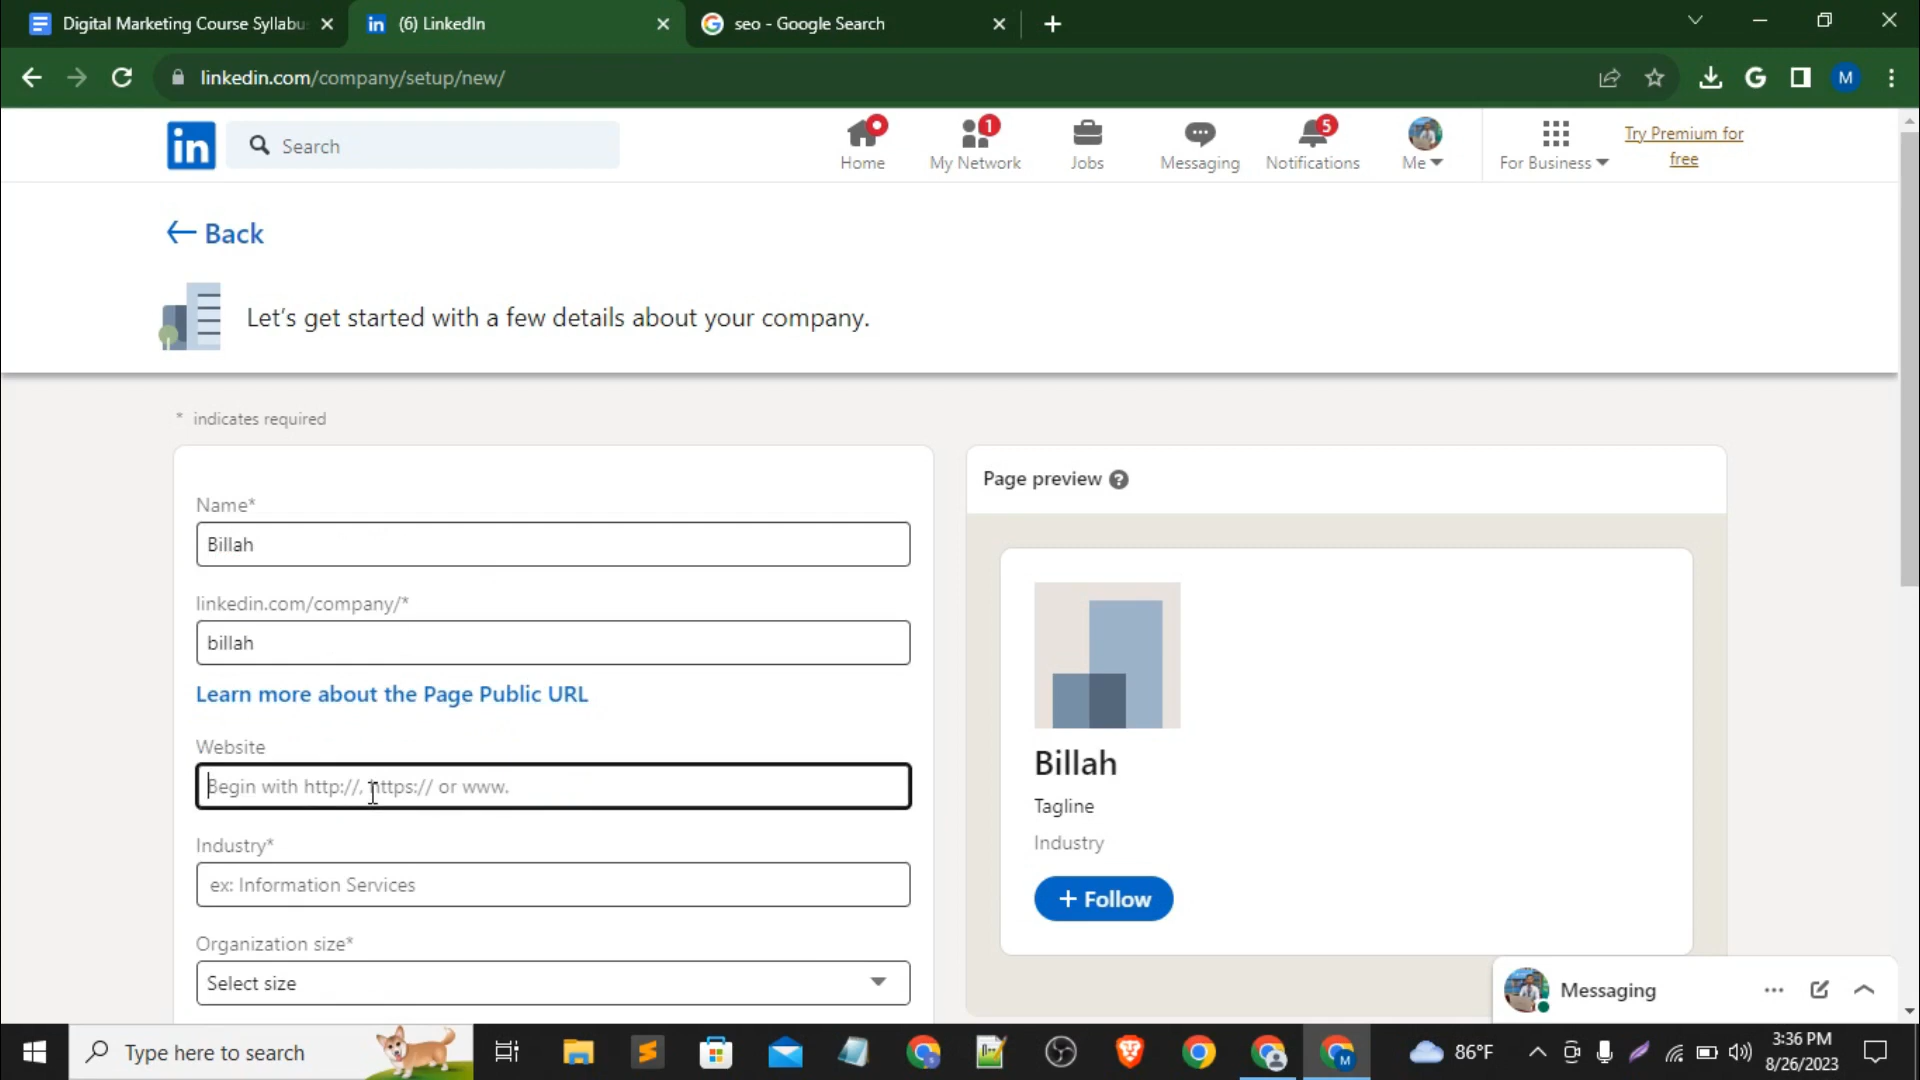 Digital Marketing Course Syllabu
(6) LinkedIn
seo - Google Search
linkedin.com/company/setup/new/
M
in
Search
Home
1
My Network
Jobs
Messaging
5
Notifications
Me
For Business
Try Premium for
free
Back
Let's get started with a few details about your company.
* indicates required
Name*
Billah
linkedin.com/company/*
billah
Learn more about the Page Public URL
Website
Begin with http://, https:// or www.
Industry*
ex: Information Services
Organization size*
Select size
Page preview ?
Billah
Tagline
Industry
+ Follow
Messaging
Type here to search
86°F
3:36 PM
8/26/2023